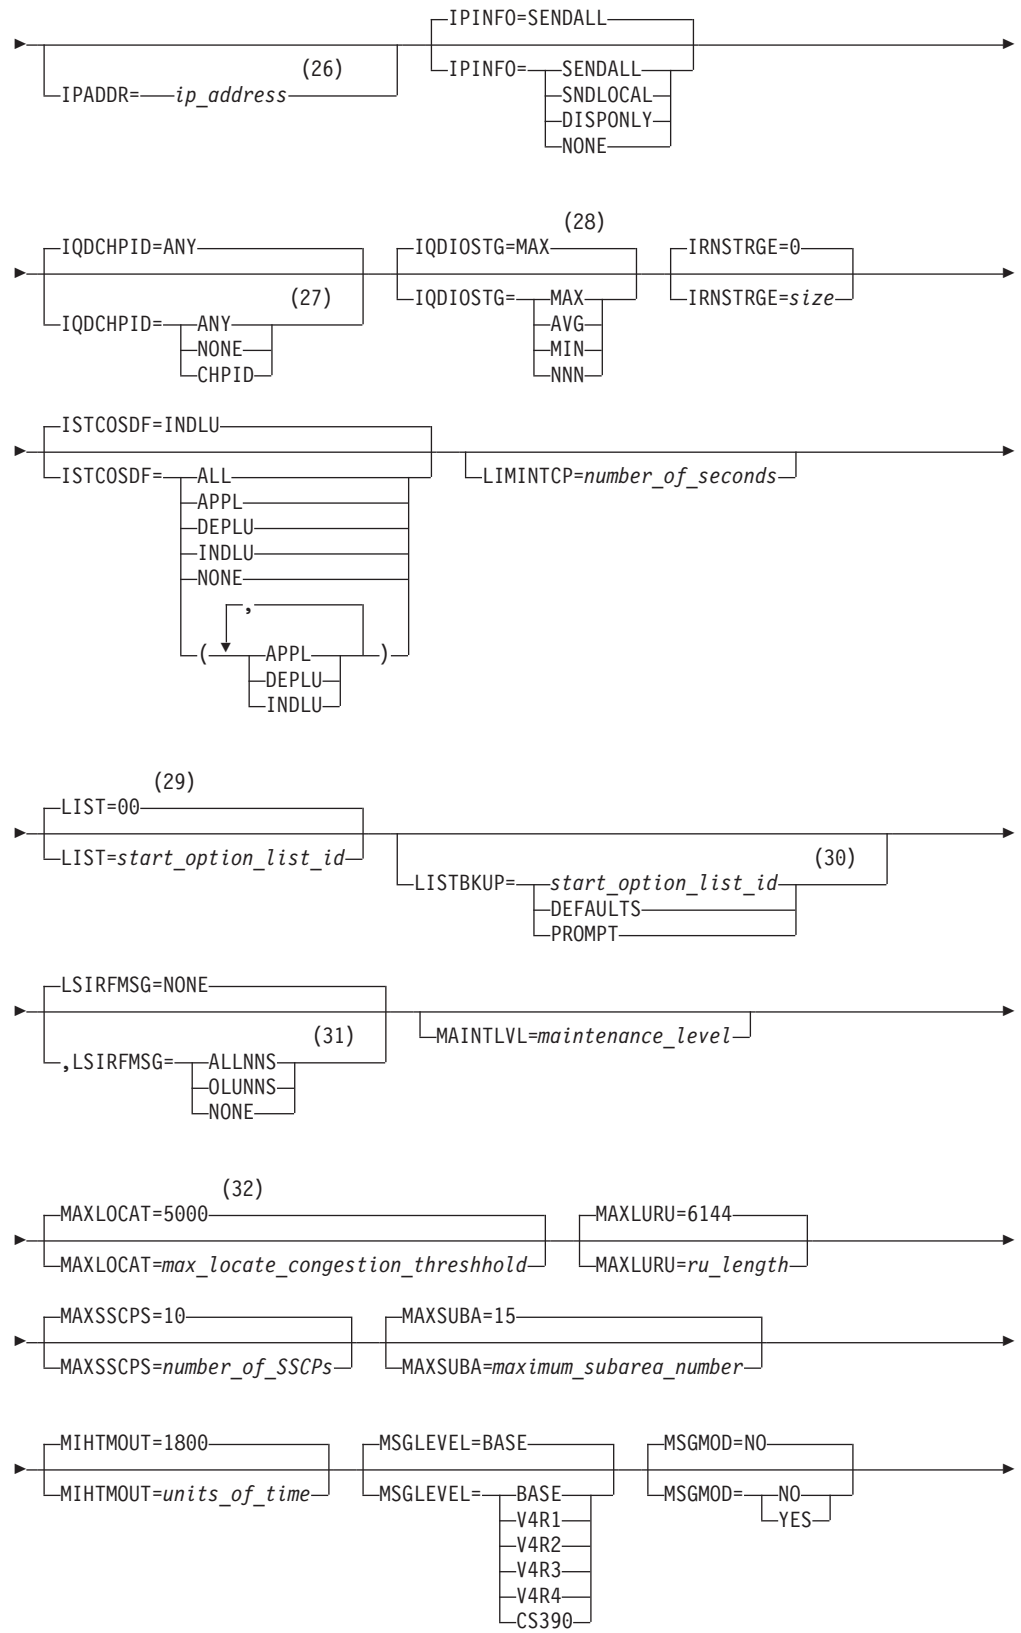 IPINFO=SENDALL
(26)
IPADDR= ip_address
IPINFO= SENDALL
SNDLOCAL
DISPONLY
NONE
(28)
IQDCHPID=ANY IQDIOSTG=MAX IRNSTRGE=0
(27)
IQDCHPID= ANY IQDIOSTG= MAX IRNSTRGE=size
NONE AVG
CHPID MIN
NNN
ISTCOSDF=INDLU
ISTCOSDF= ALL LIMINTCP=number_of_seconds
APPL
DEPLU
INDLU
NONE
,
( APPL )
DEPLU
INDLU
(29)
LIST=00
LIST=start_option_list_id
(30)
LISTBKUP= start_option_list_id
DEFAULTS
PROMPT
LSIRFMSG=NONE
(31)
MAINTLVL=maintenance_level
,LSIRFMSG= ALLNNS
OLUNNS
NONE
(32)
MAXLOCAT=5000 MAXLURU=6144
MAXLOCAT=max_locate_congestion_threshhold MAXLURU=ru_length
MAXSSCPS=10 MAXSUBA=15
MAXSSCPS=number_of_SSCPs MAXSUBA=maximum_subarea_number
MIHTMOUT=1800 MSGLEVEL=BASE MSGMOD=NO
MIHTMOUT=units_of_time MSGLEVEL= BASE MSGMOD= NO
V4R1 YES
V4R2
V4R3
V4R4
CS390